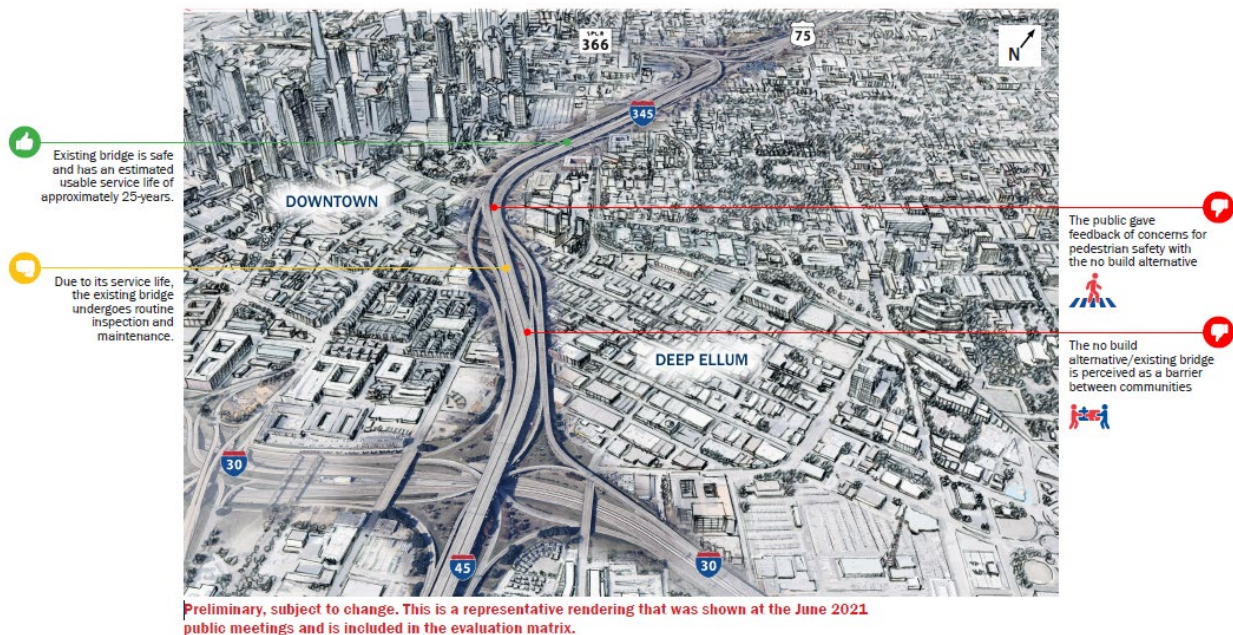 SPUR
366
75
N
345
Existing bridge is safe
and has an estimated
usable service life of
approximately 25-years.
DOWNTOWN
The public gave
feedback of concerns for
pedestrian safety with
the no build alternative
Due to its service life,
the existing bridge
undergoes routine
inspection and
maintenance.
DEEP ELLUM
The no build
alternative/existing bridge
is perceived as a barrier
between communities
30
45
30
Preliminary, subject to change. This is a representative rendering that was shown at the June 2021
public meetings and is included in the evaluation matrix.